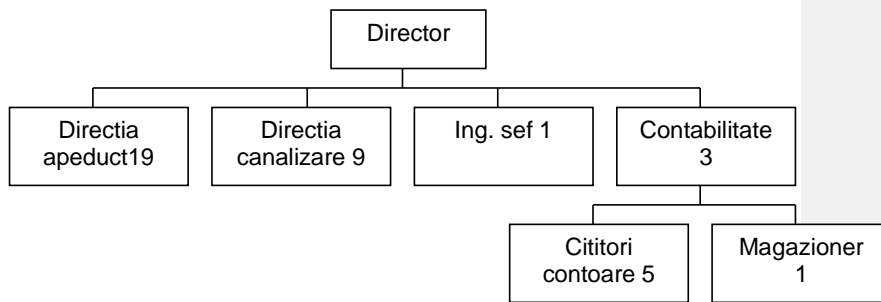 Director
Directia
apeduct19
Directia
canalizare 9
Ing. sef 1
Contabilitate
3
Cititori
contoare 5
Magazioner
1